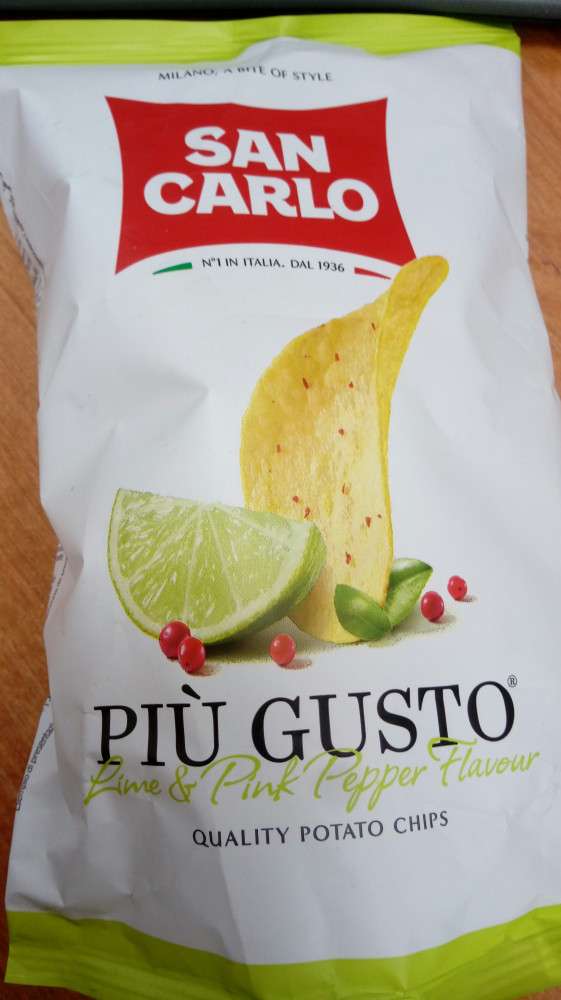 MILANO, A BITE OF STYLE
SAN
CARLO
N°1 IN ITALIA. DAL 1936
PIÙ GUSTO®
Lime & Pink Pepper Flavour
QUALITY POTATO CHIPS